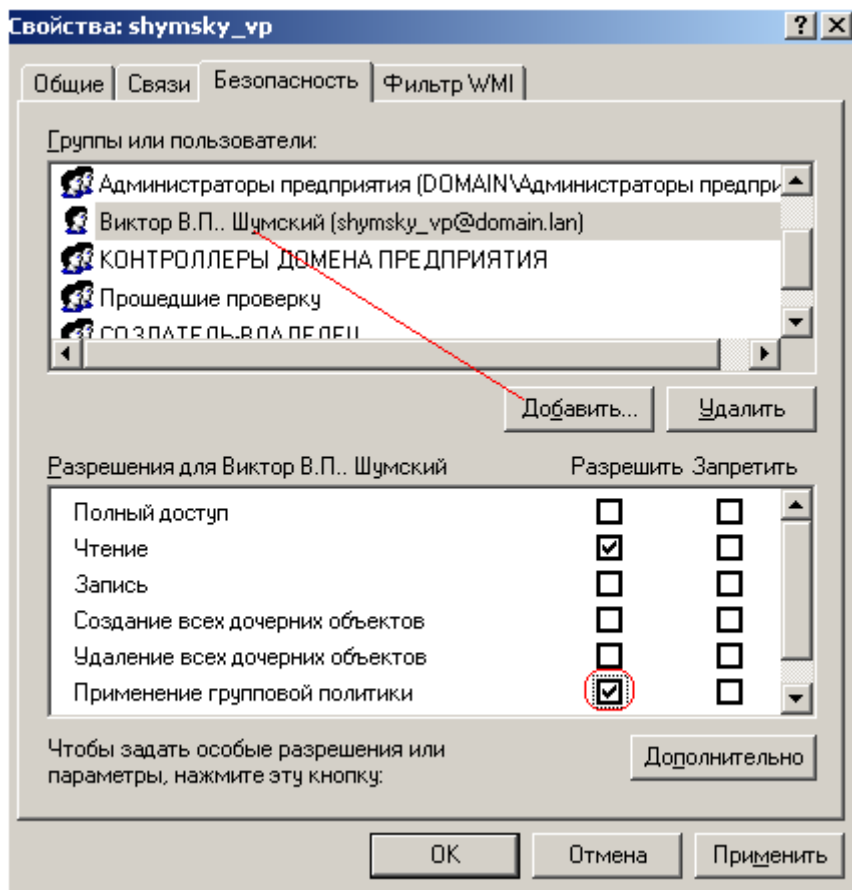 Свойства: shymsky_vp
Общие Связи Безопасность Фильтр WMI
Группы или пользователи:
Администраторы предприятия (DOMAIN\Администраторы предпри
Виктор В.П.. Шумский (shymsky_vp@domain.lan)
КОНТРОЛЛЕРЫ ДОМЕНА ПРЕДПРИЯТИЯ
Прошедшие проверку
СОЗДАТЕЛЬ-ВЛАДЕЛЕЦ
Добавить... Удалить
Разрешения для Виктор В.П.. Шумский Разрешить Запретить
Полный доступ
Чтение
Запись
Создание всех дочерних объектов
Удаление всех дочерних объектов
Применение групповой политики
Чтобы задать особые разрешения или
параметры, нажмите эту кнопку:
Дополнительно
OK Отмена Применить